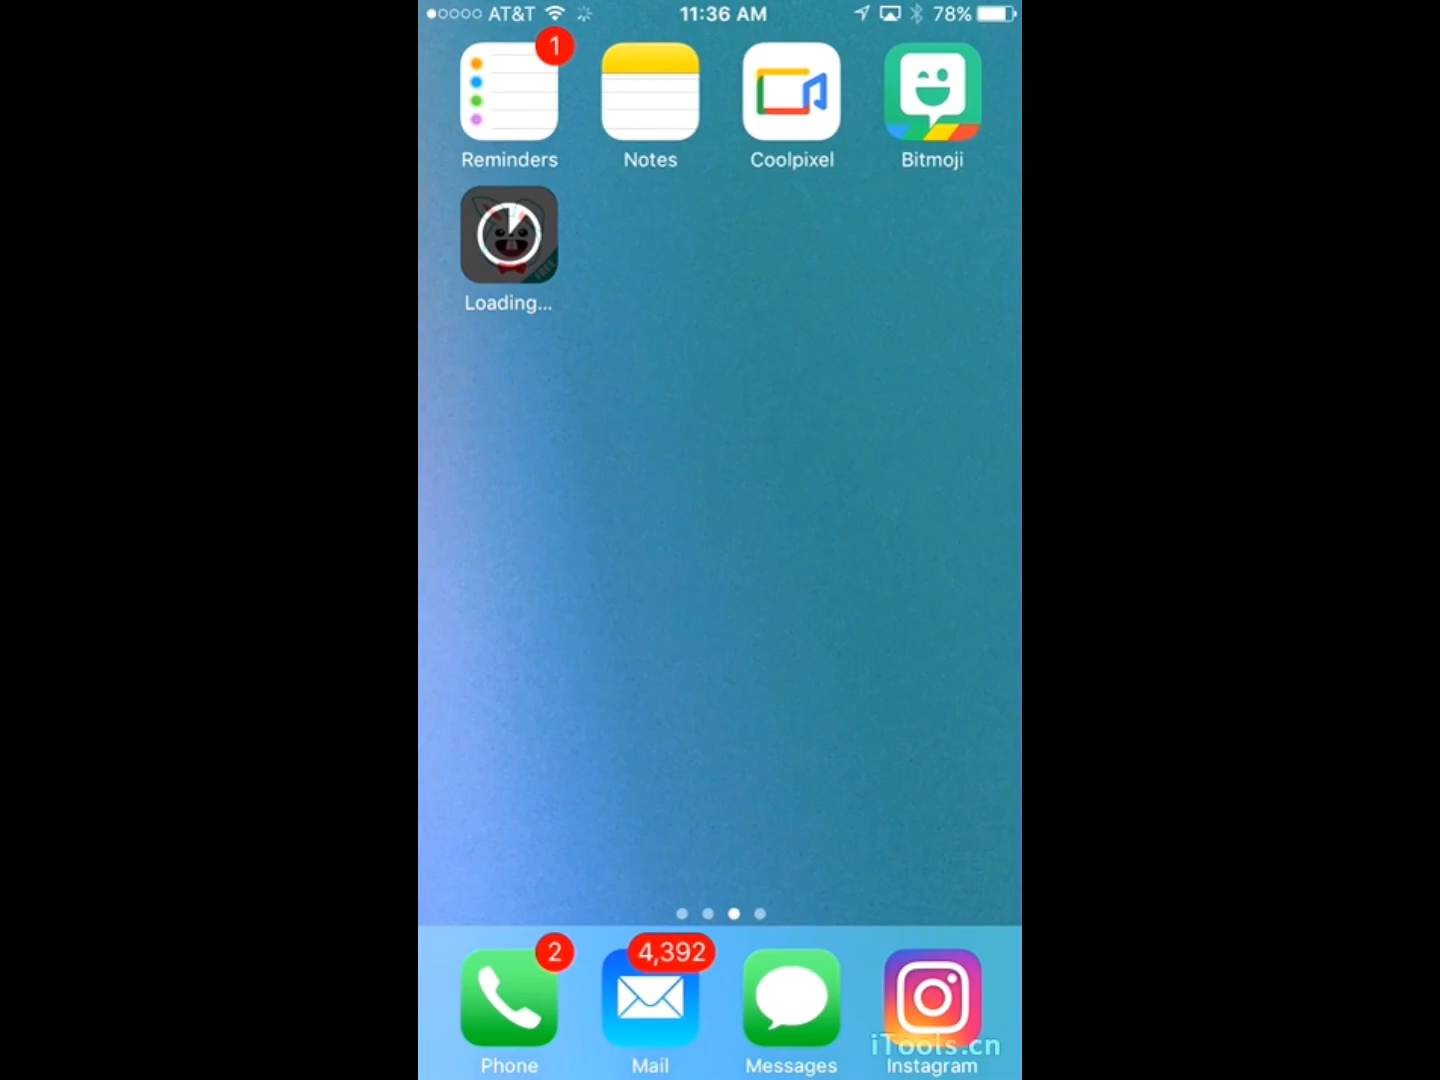 AT&T 11:36 AM 78%
1
Reminders Notes Coolpixel Bitmoji
FREE
Loading...
2 4,392
iTools.cn
Phone Mail Messages Instagram